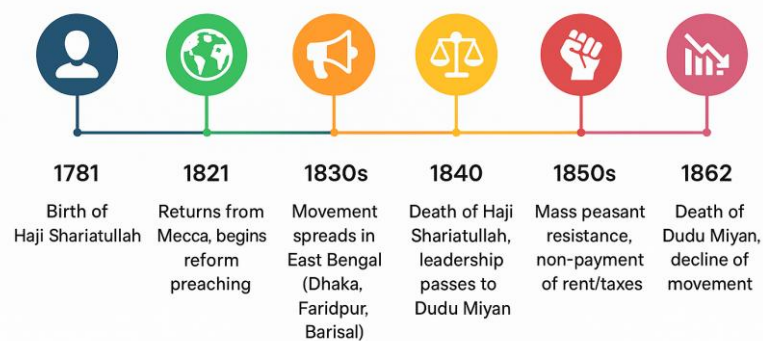 1781
Birth of
Haji Shariatullah
1821
Returns from
Mecca, begins
reform
preaching
1830s
Movement
spreads in
East Bengal
(Dhaka,
Faridpur,
Barisal)
1840
Death of Haji
Shariatullah,
leadership
passes to
Dudu Miyan
1850s
Mass peasant
resistance,
non-payment
of rent/taxes
1862
Death of
Dudu Miyan,
decline of
movement